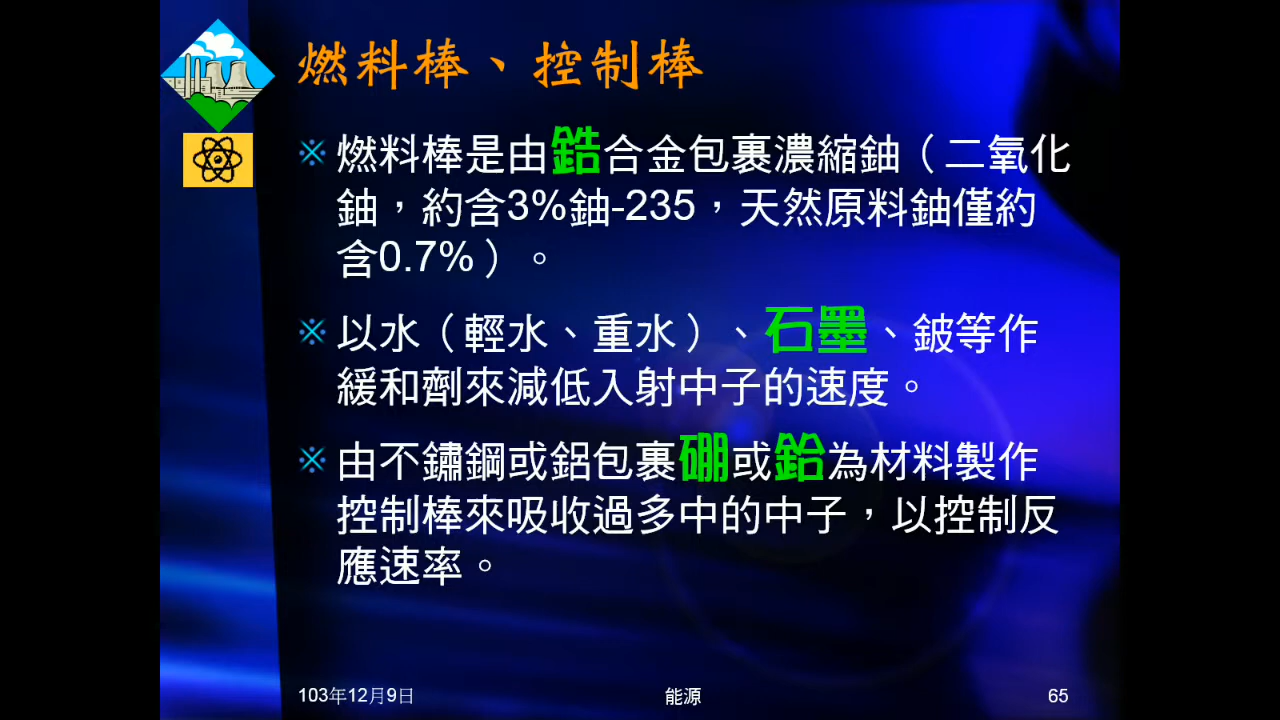 燃料棒、控制棒
※燃料棒是由鋯合金包裹濃縮鈾（二氧化
鈾，約含3%鈾-235，天然原料鈾僅約
含0.7%）。
※以水（輕水、重水）、石墨、鈹等作
緩和劑來減低入射中子的速度。
※由不鏽鋼或鋁包裹硼或鉿為材料製作
控制棒來吸收過多中的中子，以控制反
應速率。
103年12月9日
能源
65